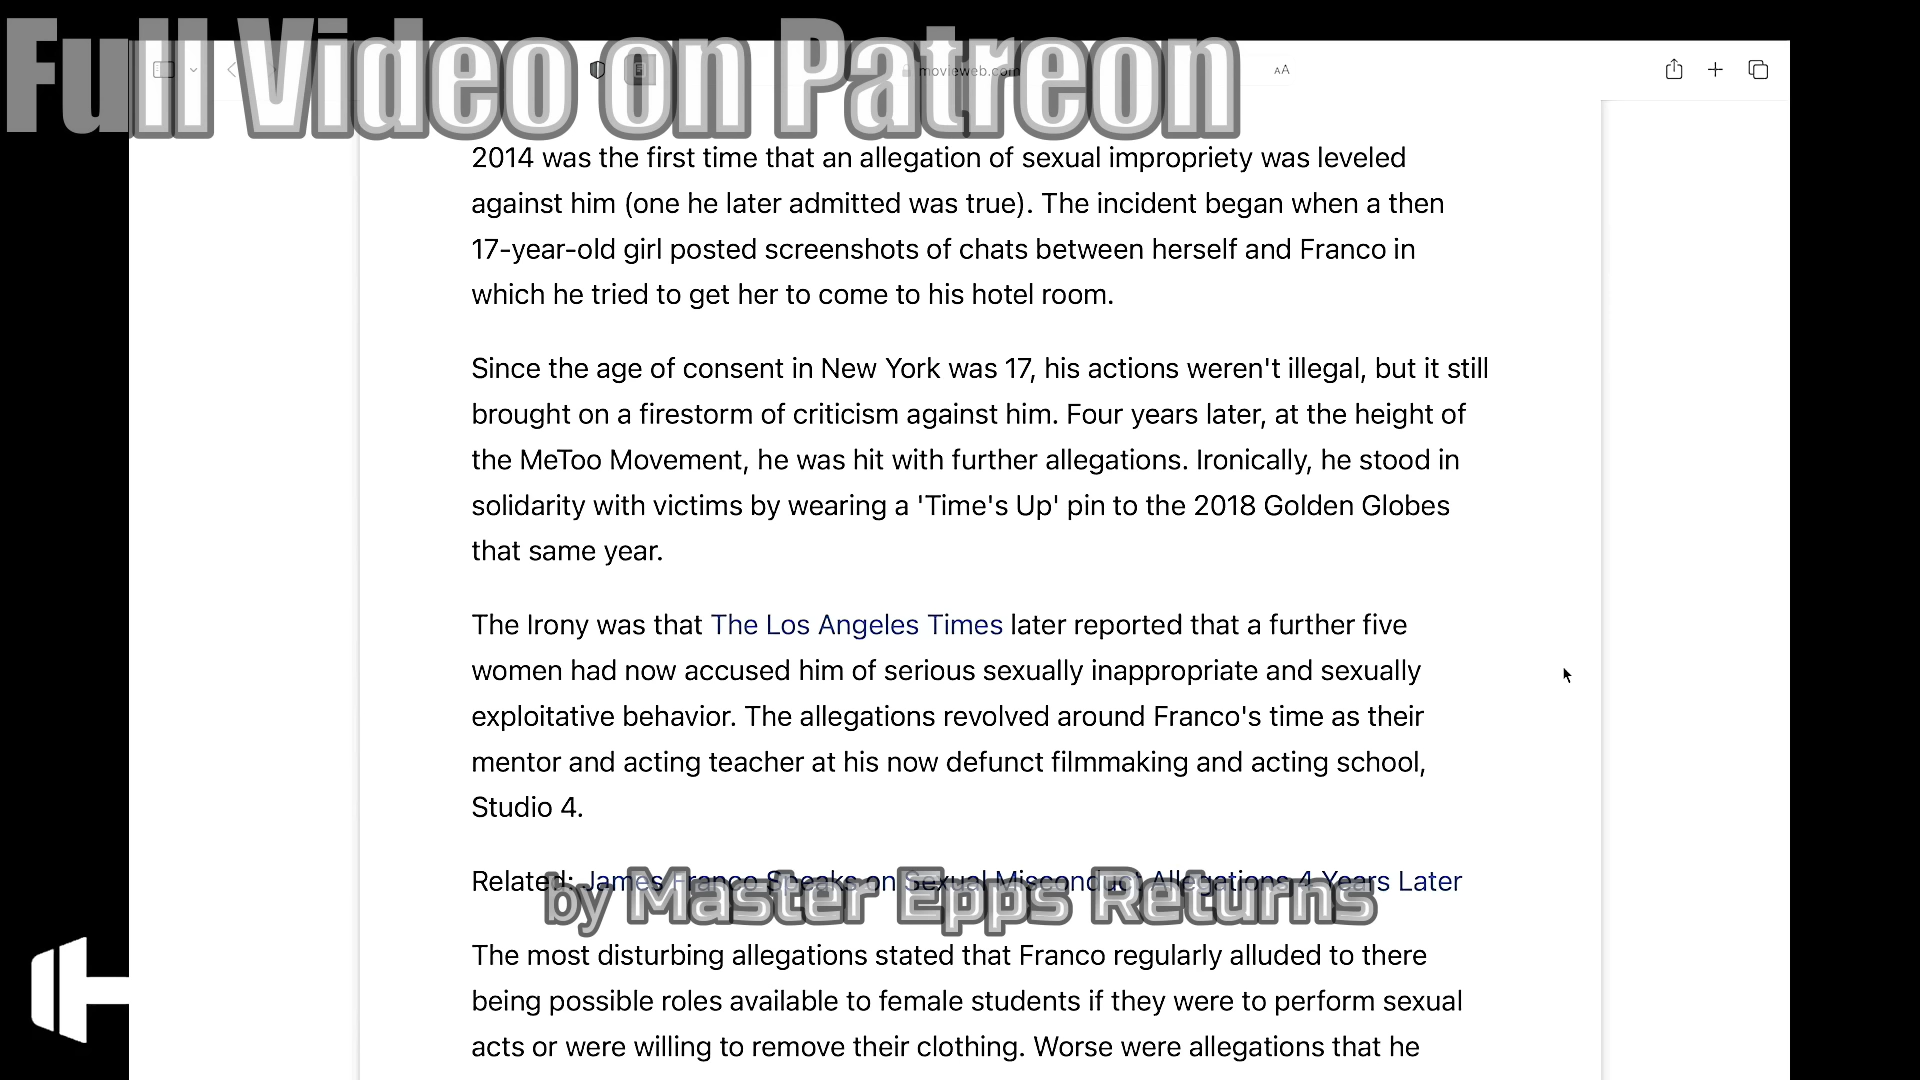 Full Video on Patreon
movieweb.com
AA
2014 was the first time that an allegation of sexual impropriety was leveled
against him (one he later admitted was true). The incident began when a then
17-year-old girl posted screenshots of chats between herself and Franco in
which he tried to get her to come to his hotel room.
Since the age of consent in New York was 17, his actions weren't illegal, but it still
brought on a firestorm of criticism against him. Four years later, at the height of
the MeToo Movement, he was hit with further allegations. Ironically, he stood in
solidarity with victims by wearing a 'Time's Up' pin to the 2018 Golden Globes
that same year.
The Irony was that The Los Angeles Times later reported that a further five
women had now accused him of serious sexually inappropriate and sexually
exploitative behavior. The allegations revolved around Franco's time as their
mentor and acting teacher at his now defunct filmmaking and acting school,
Studio 4.
Related: James Franco Speaks on Sexual Misconduct Allegations 4 Years Later
by Master Epps Returns
The most disturbing allegations stated that Franco regularly alluded to there
being possible roles available to female students if they were to perform sexual
acts or were willing to remove their clothing. Worse were allegations that he